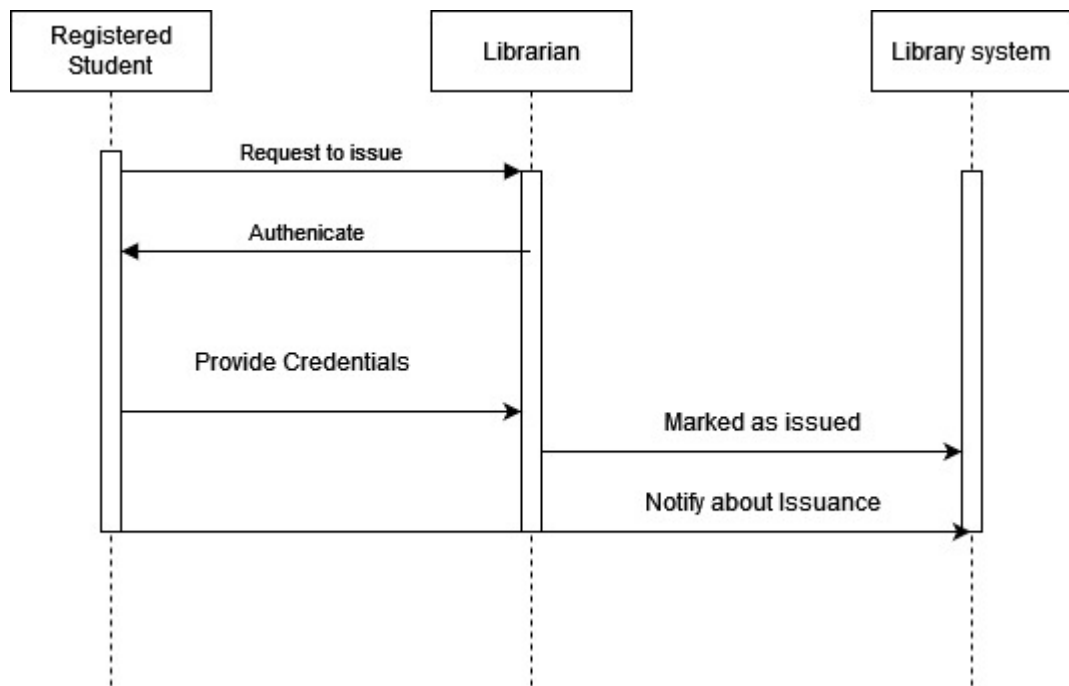 Registered
Student
Librarian
Library system
Request to issue
Authenicate
Provide Credentials
Marked as issued
Notify about Issuance